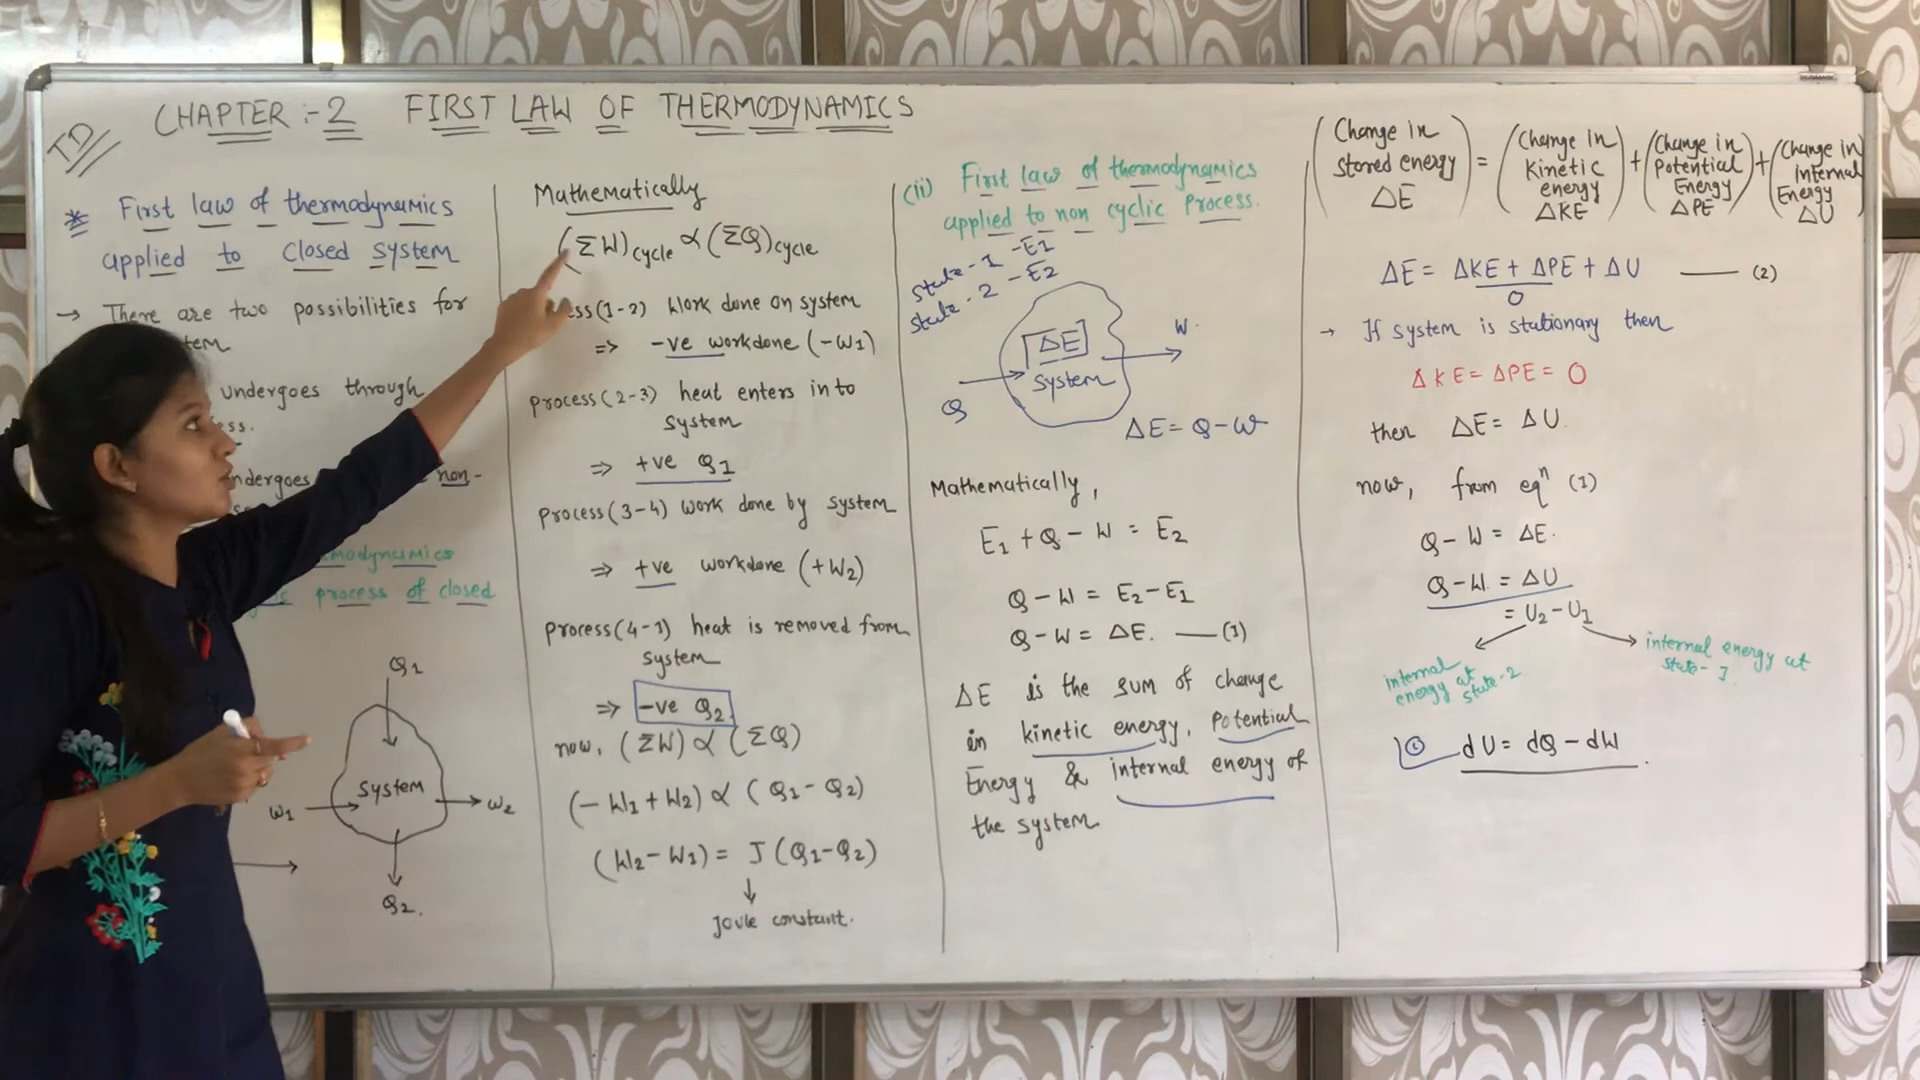 TD
CHAPTER :- 2 FIRST LAW OF THERMODYNAMICS
* First law of thermodynamics
applied to closed system
→ There are two possibilities for
undergoes through
non-
process of closed
Q1
System
W1
W2
Q2.
Mathematically
(ΣW)cycle ∝ (ΣQ)cycle
(1-2) Work done on system
⇒ -ve workdone (-W1)
process(2-3) heat enters in to
system
⇒ +ve Q1
process(3-4) work done by system
⇒ +ve workdone (+W2)
process(4-1) heat is removed from
system
⇒ -ve Q2.
now, (ΣW) ∝ (ΣQ)
(-W1 + W2) ∝ (Q1 - Q2)
(W2 - W1) = J (Q1 - Q2)
↓
Joule constant.
(ii) First law of thermodynamics
applied to non cyclic process.
State-1 -E1
State-2 -E2
ΔE
System
W
Q
ΔE = Q - W
Mathematically,
E1 + Q - W = E2
Q - W = E2 - E1
Q - W = ΔE. —(1)
ΔE is the sum of change
in kinetic energy, Potential
Energy & internal energy of
the system
(Change in stored energy ΔE) = (Change in Kinetic energy ΔKE) + (Change in Potential Energy ΔPE) + (Change in internal Energy ΔU)
ΔE = ΔKE + ΔPE + ΔU —— (2)
0
→ If system is stationary then
ΔKE = ΔPE = 0
then ΔE = ΔU
now, from eqn (1)
Q - W = ΔE.
Q - W = ΔU
= U2 - U1
internal energy at state-2
internal energy at state-1
dU = dQ - dW